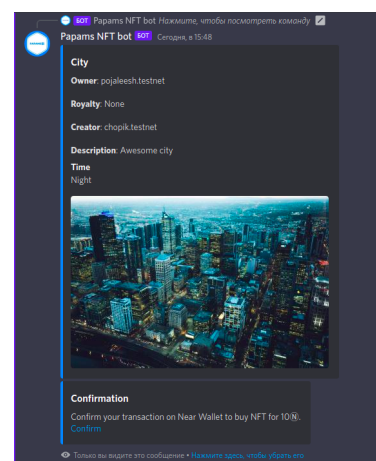 БОТ Papams NFT bot Нажмите, чтобы посмотреть команду
Papams NFT bot БОТ Сегодня, в 15:48
City
Owner: pojaleesh.testnet
Royalty: None
Creator: chopik.testnet
Description: Awesome city
Time
Night
Confirmation
Confirm your transaction on Near Wallet to buy NFT for 10Ⓝ.
Confirm
Только вы видите это сообщение • Нажмите здесь, чтобы убрать его